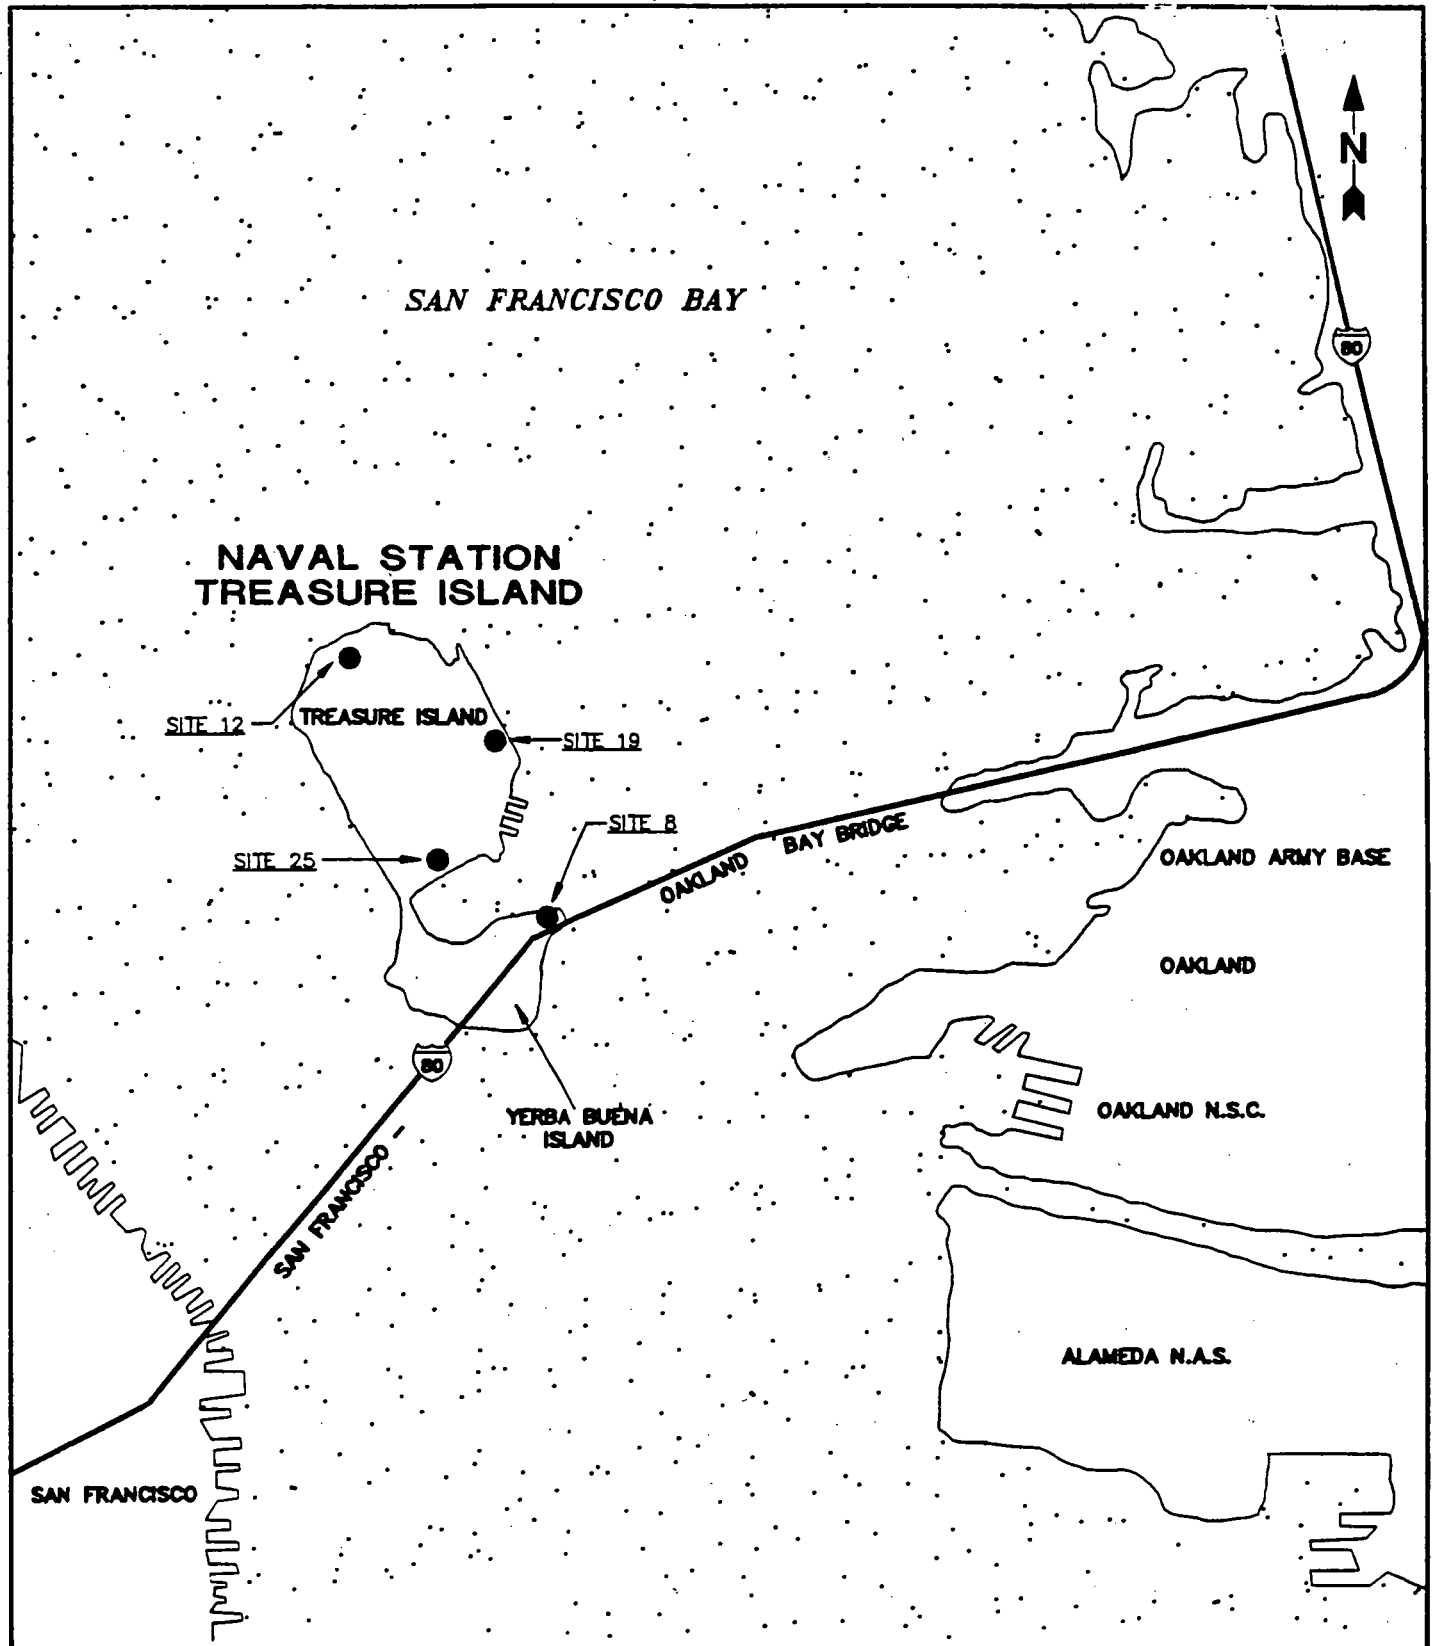 N
SAN FRANCISCO BAY
80
NAVAL STATION
TREASURE ISLAND
TREASURE ISLAND
SITE 12
SITE 19
SITE 8
SITE 25
OAKLAND BAY BRIDGE
OAKLAND ARMY BASE
OAKLAND
80
YERBA BUENA
ISLAND
OAKLAND N.S.C.
SAN FRANCISCO –
ALAMEDA N.A.S.
SAN FRANCISCO